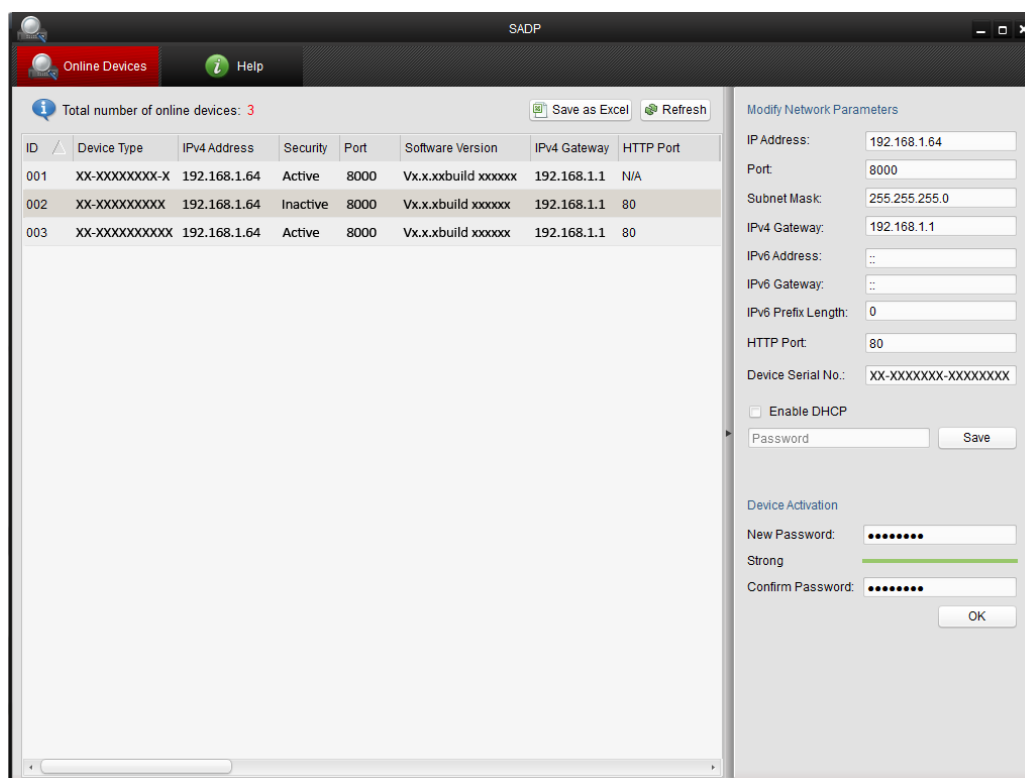 SADP
Online Devices
Help
Total number of online devices: 3
Save as Excel
Refresh
ID Device Type IPv4 Address Security Port Software Version IPv4 Gateway HTTP Port
001 XX-XXXXXXXX-X 192.168.1.64 Active 8000 Vx.x.xxbuild xxxxxx 192.168.1.1 N/A
002 XX-XXXXXXXXX 192.168.1.64 Inactive 8000 Vx.x.xbuild xxxxxx 192.168.1.1 80
003 XX-XXXXXXXXXX 192.168.1.64 Active 8000 Vx.x.xbuild xxxxxx 192.168.1.1 80
Modify Network Parameters
IP Address: 192.168.1.64
Port: 8000
Subnet Mask: 255.255.255.0
IPv4 Gateway: 192.168.1.1
IPv6 Address: ::
IPv6 Gateway: ::
IPv6 Prefix Length: 0
HTTP Port: 80
Device Serial No.: XX-XXXXXXX-XXXXXXXX
Enable DHCP
Password
Save
Device Activation
New Password: ●●●●●●●●
Strong
Confirm Password: ●●●●●●●●
OK